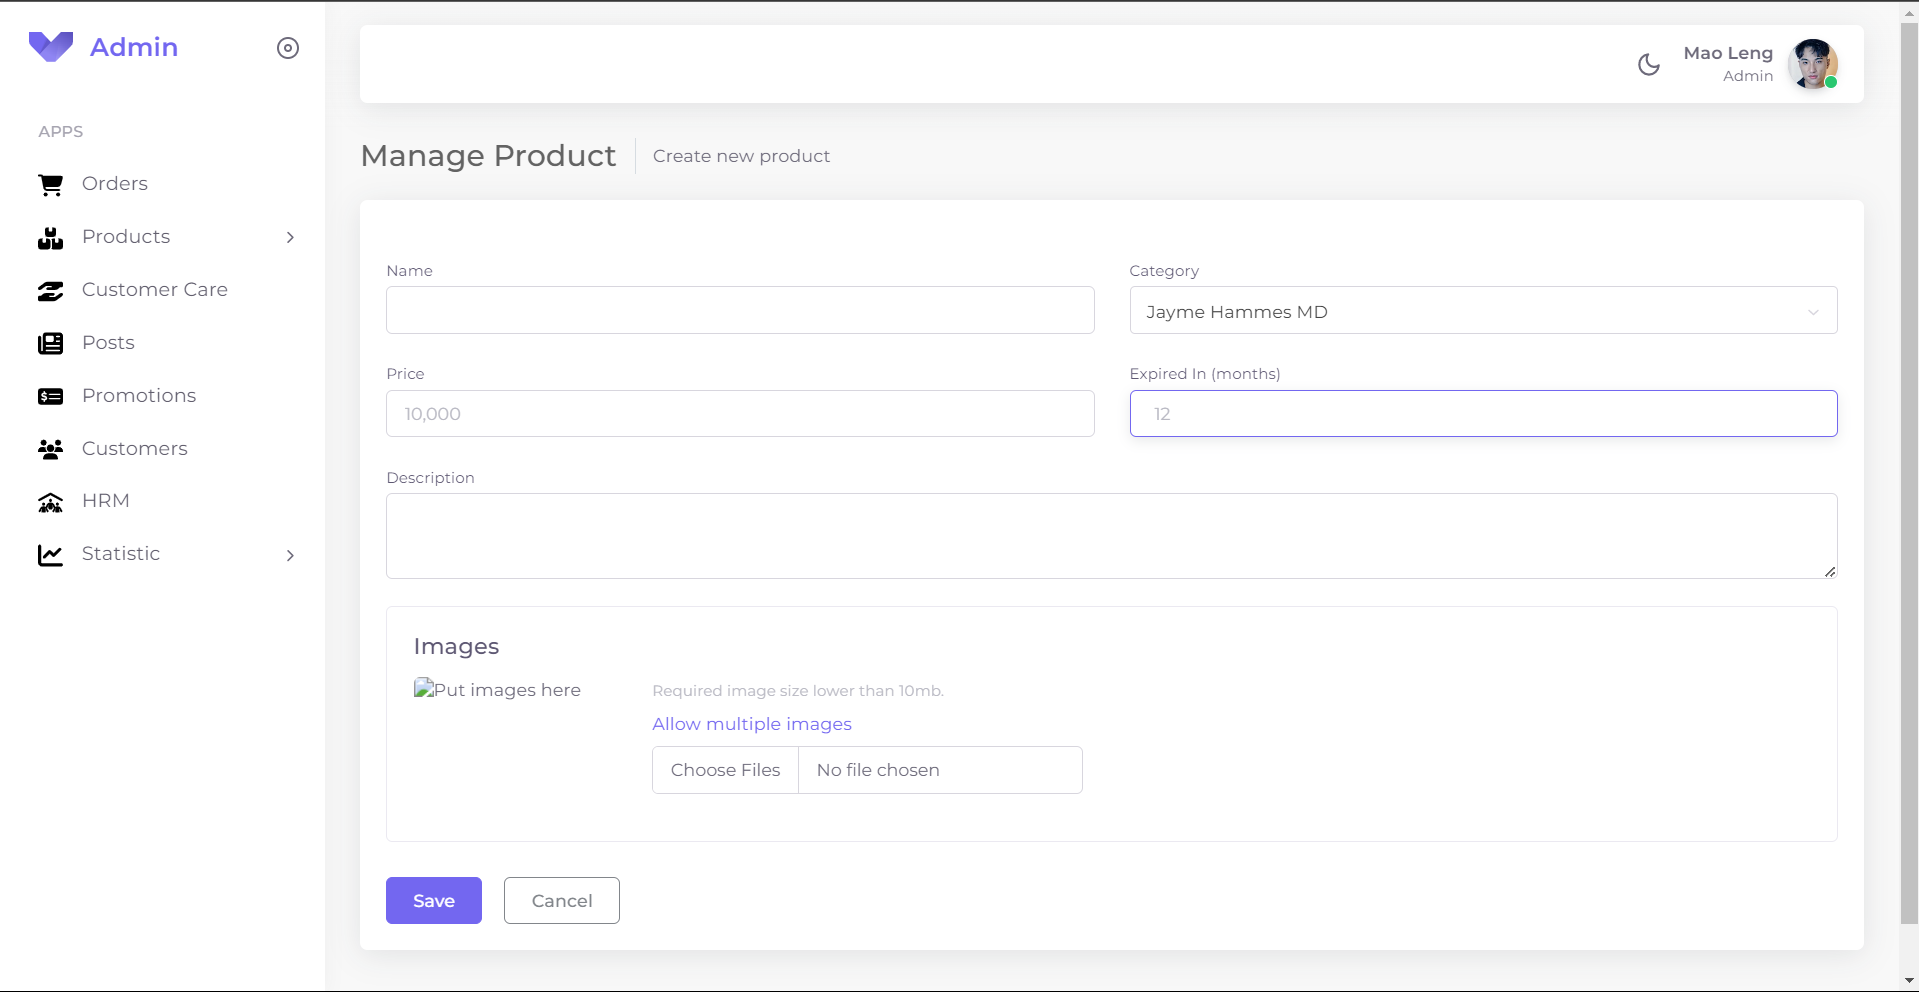 Admin
Mao Leng
Admin
APPS
Orders
Products
Customer Care
Posts
Promotions
Customers
HRM
Statistic
Manage Product
Create new product
Name
Category
Jayme Hammes MD
Price
Expired In (months)
10,000
12
Description
Images
Put images here
Required image size lower than 10mb.
Allow multiple images
Choose Files
No file chosen
Save
Cancel